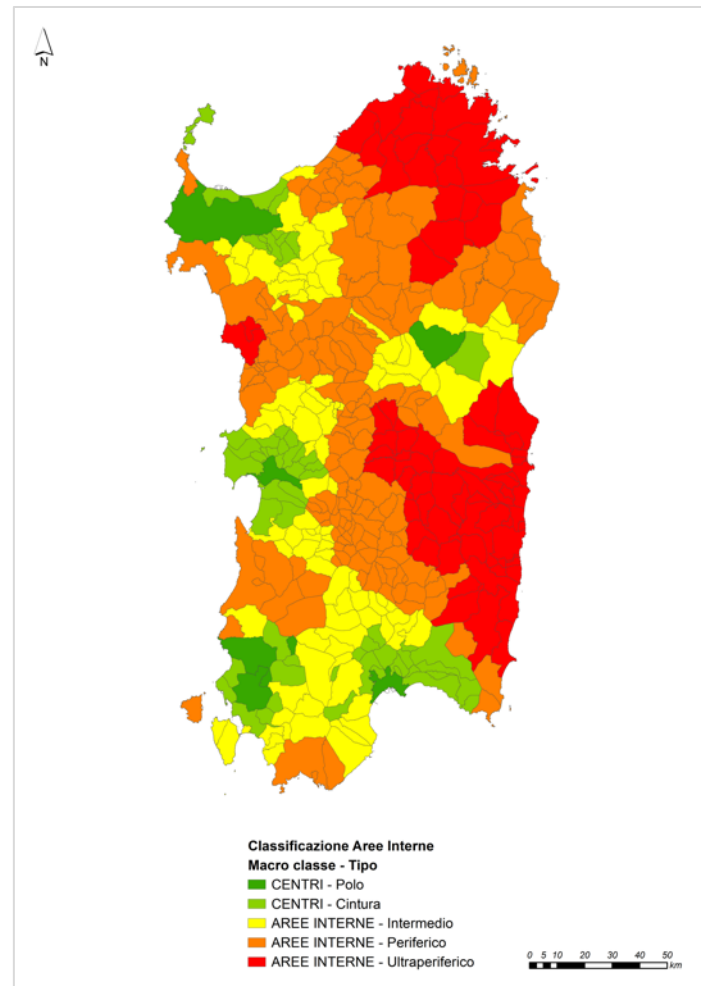 N
Classificazione Aree Interne
Macro classe - Tipo
CENTRI - Polo
CENTRI - Cintura
AREE INTERNE - Intermedio
AREE INTERNE - Periferico
AREE INTERNE - Ultraperiferico
0 5 10 20 30 40 50
km